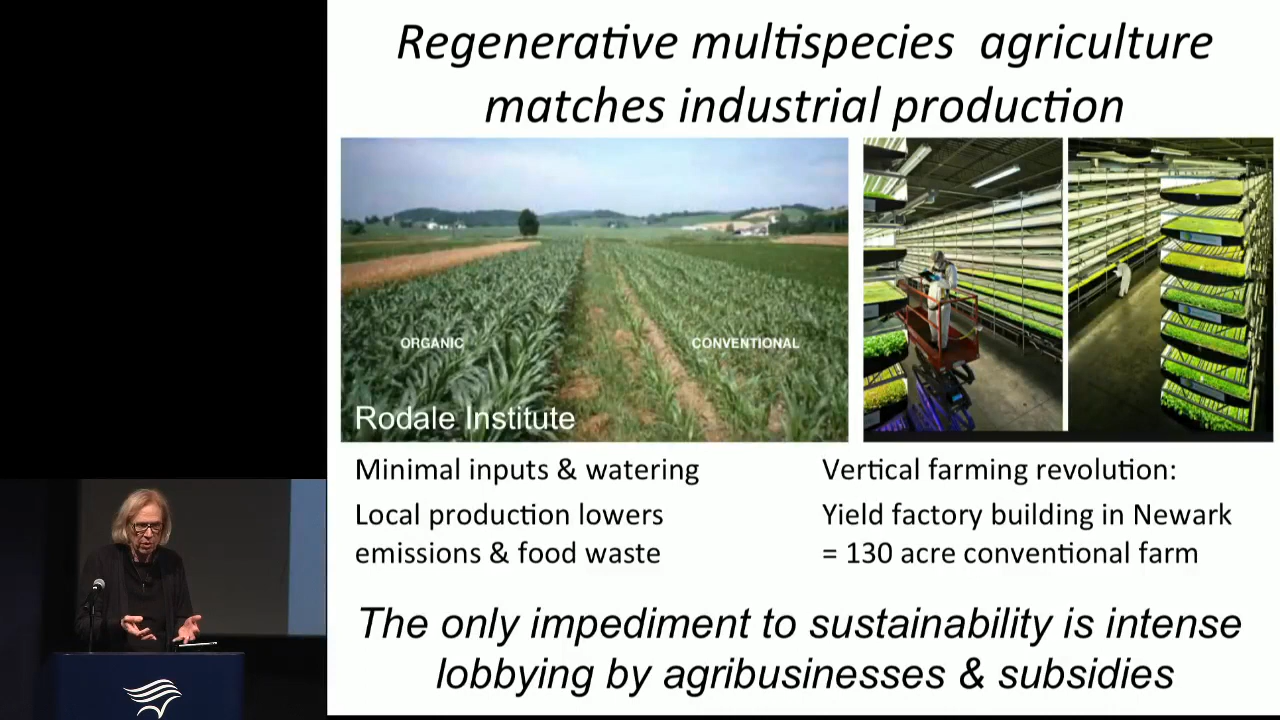 Regenerative multispecies agriculture
matches industrial production
ORGANIC
CONVENTIONAL
Rodale Institute
Minimal inputs & watering
Local production lowers
emissions & food waste
Vertical farming revolution:
Yield factory building in Newark
= 130 acre conventional farm
The only impediment to sustainability is intense
lobbying by agribusinesses & subsidies